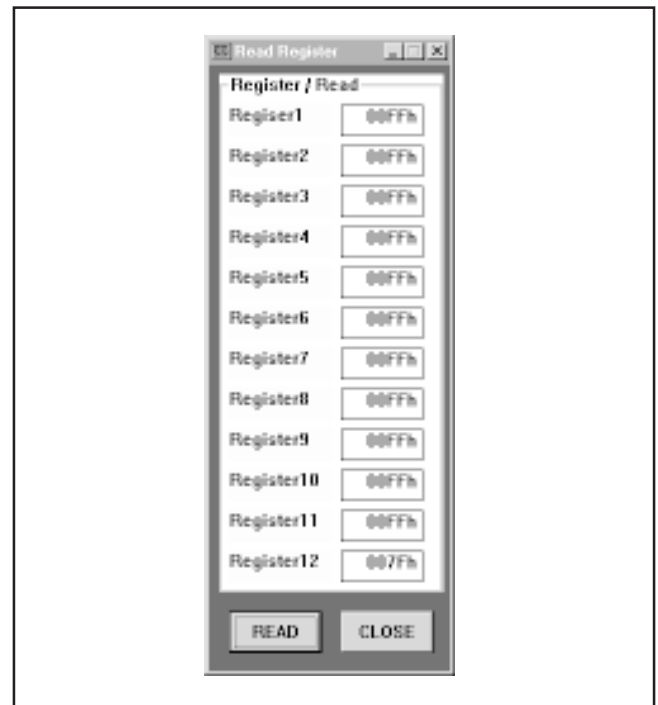 Read Register
Register / Read
Regiser1 00FFh
Register2 00FFh
Register3 00FFh
Register4 00FFh
Register5 00FFh
Register6 00FFh
Register7 00FFh
Register8 00FFh
Register9 00FFh
Register10 00FFh
Register11 00FFh
Register12 007Fh
READ CLOSE